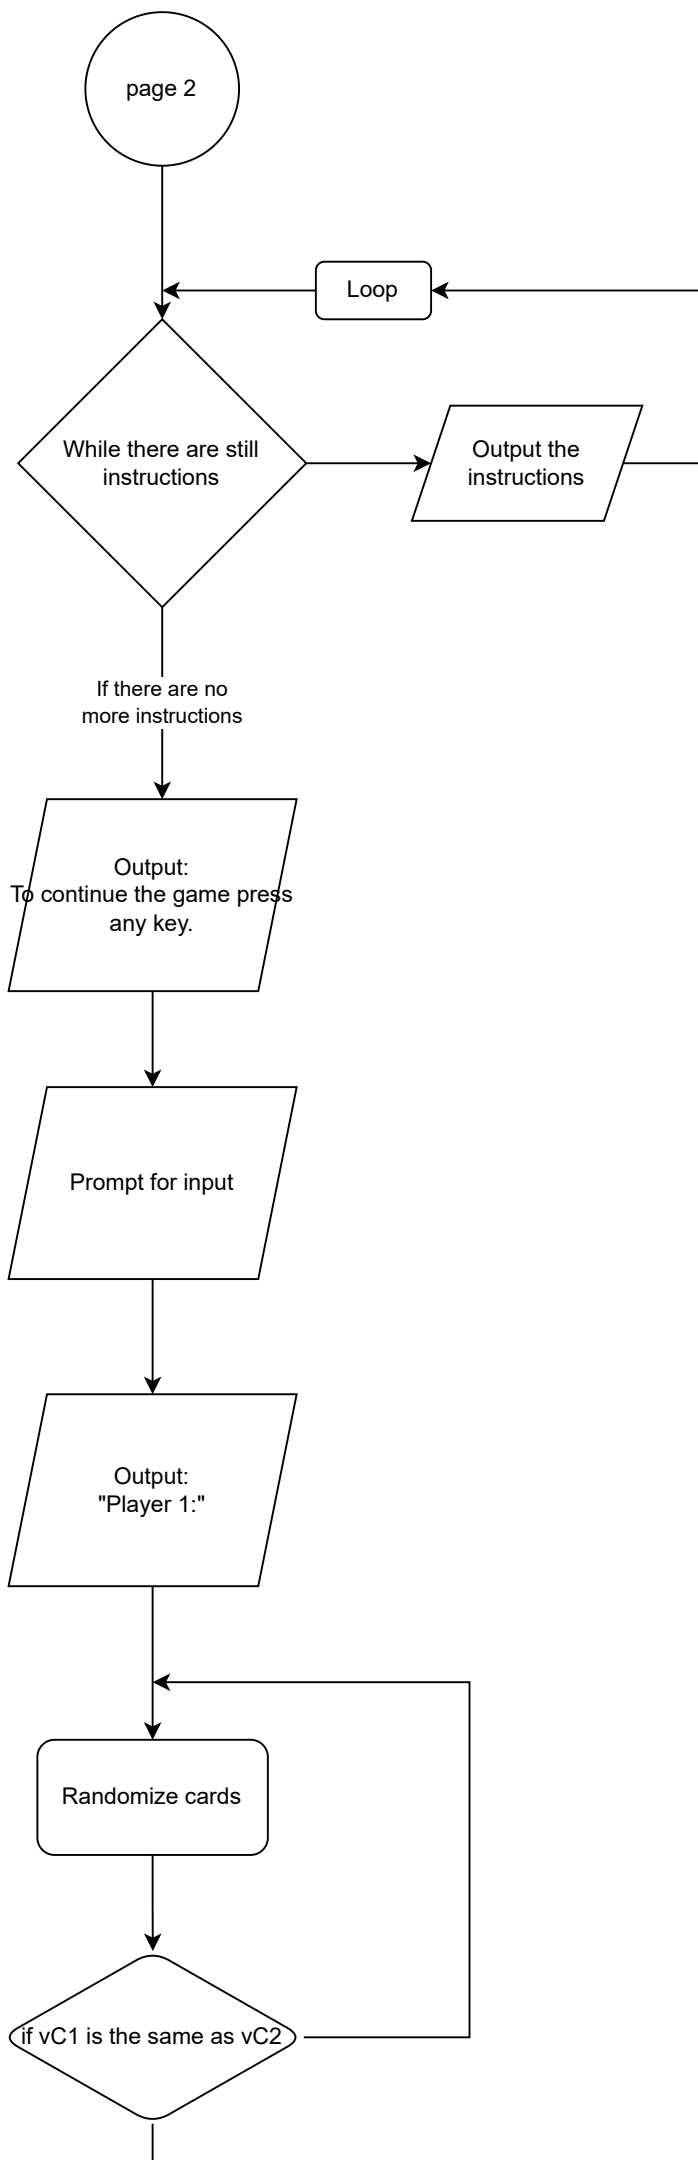 page 2
Loop
While there are still
instructions
Output the
instructions
If there are no
more instructions
Output:
To continue the game press
any key.
Prompt for input
Output:
"Player 1:"
Randomize cards
if vC1 is the same as vC2